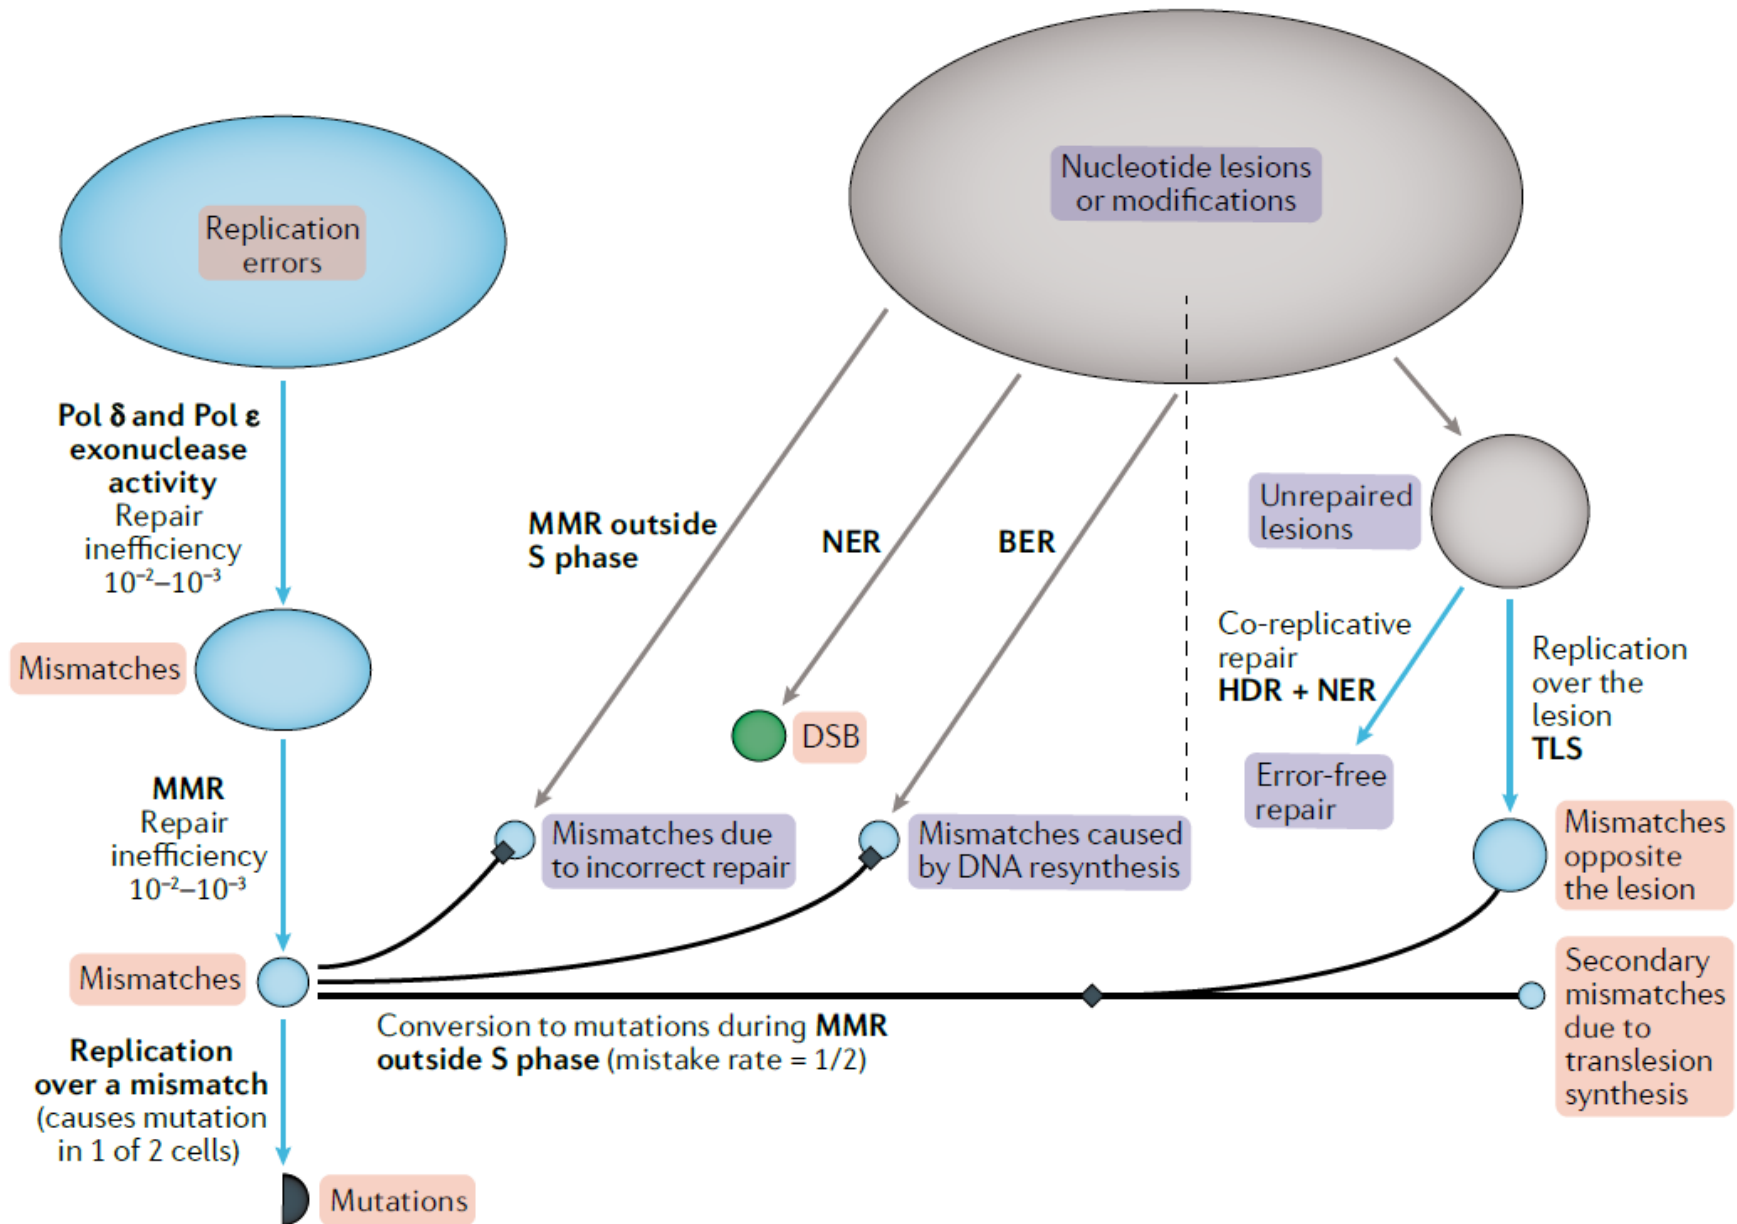 Nucleotide lesions
or modifications
Replication
errors
Pol δ and Pol ε
exonuclease
activity
Repair
inefficiency
10⁻²–10⁻³
MMR outside
S phase
NER
BER
Unrepaired
lesions
Mismatches
Co-replicative
repair
HDR + NER
Replication
over the
lesion
TLS
DSB
Error-free
repair
MMR
Repair
inefficiency
10⁻²–10⁻³
Mismatches due
to incorrect repair
Mismatches caused
by DNA resynthesis
Mismatches
opposite
the lesion
Mismatches
Secondary
mismatches
due to
translesion
synthesis
Conversion to mutations during MMR
outside S phase (mistake rate = 1/2)
Replication
over a mismatch
(causes mutation
in 1 of 2 cells)
Mutations